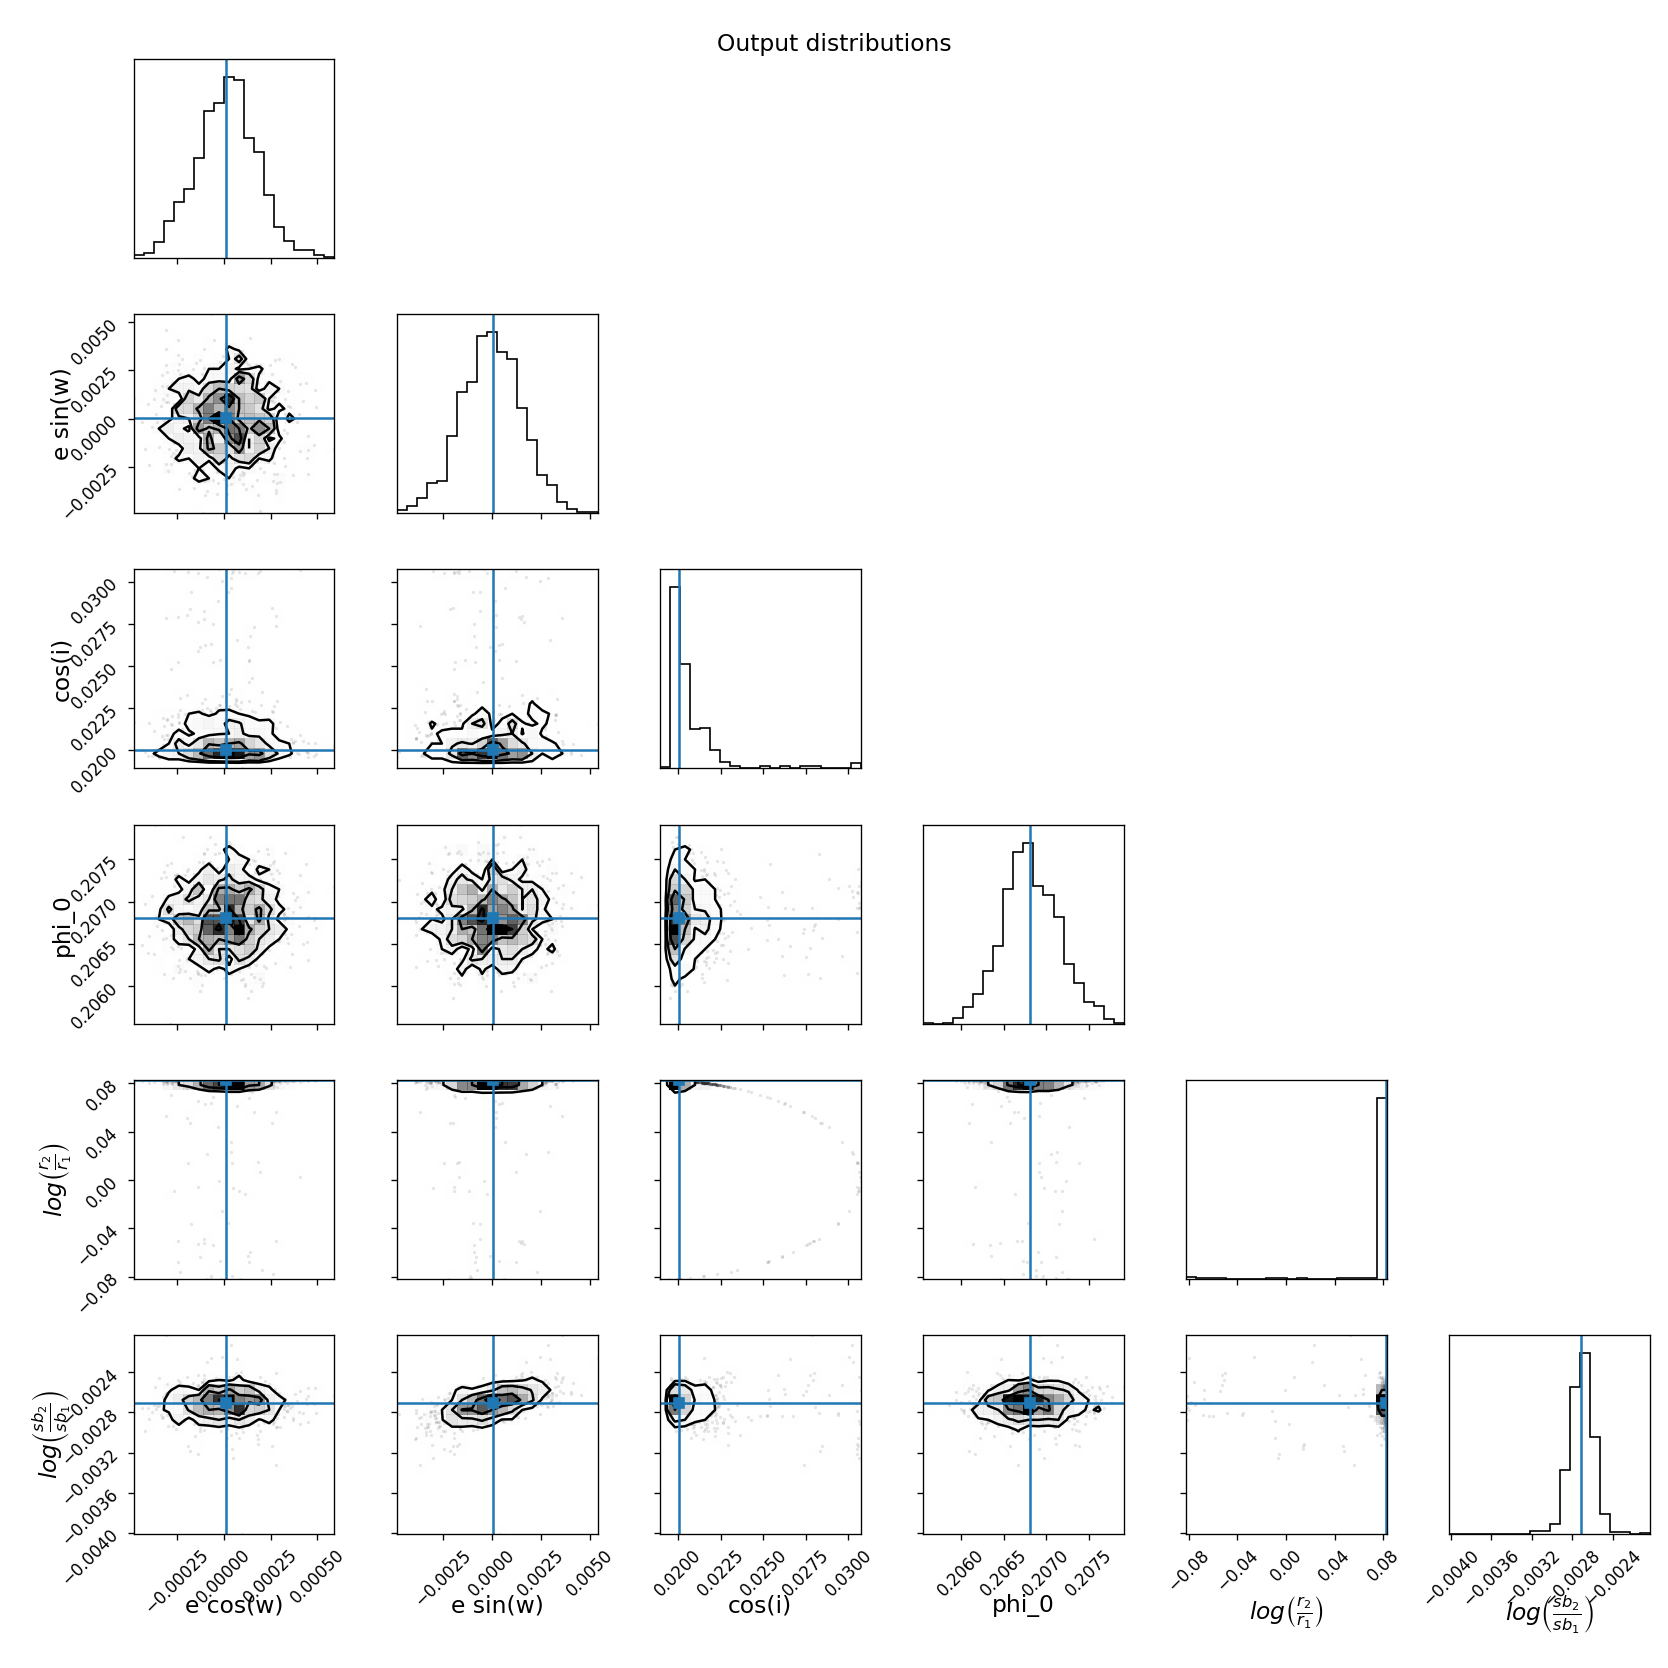 Output distributions
e sin(w)
0.0050
0.0025
0.0000
−0.0025
cos(i)
0.0300
0.0275
0.0250
0.0225
0.0200
phi_0
0.2075
0.2070
0.2065
0.2060
log(r₂/r₁)
0.08
0.04
0.00
−0.04
−0.08
log(sb₂/sb₁)
−0.0024
−0.0028
−0.0032
−0.0036
−0.0040
−0.00025 0.00000 0.00025 0.00050
−0.0025 0.0000 0.0025 0.0050
0.0200 0.0225 0.0250 0.0275 0.0300
0.2060 0.2065 0.2070 0.2075
−0.08 −0.04 0.00 0.04 0.08
−0.0040 −0.0036 −0.0032 −0.0028 −0.0024
e cos(w)
e sin(w)
cos(i)
phi_0
log(r₂/r₁)
log(sb₂/sb₁)